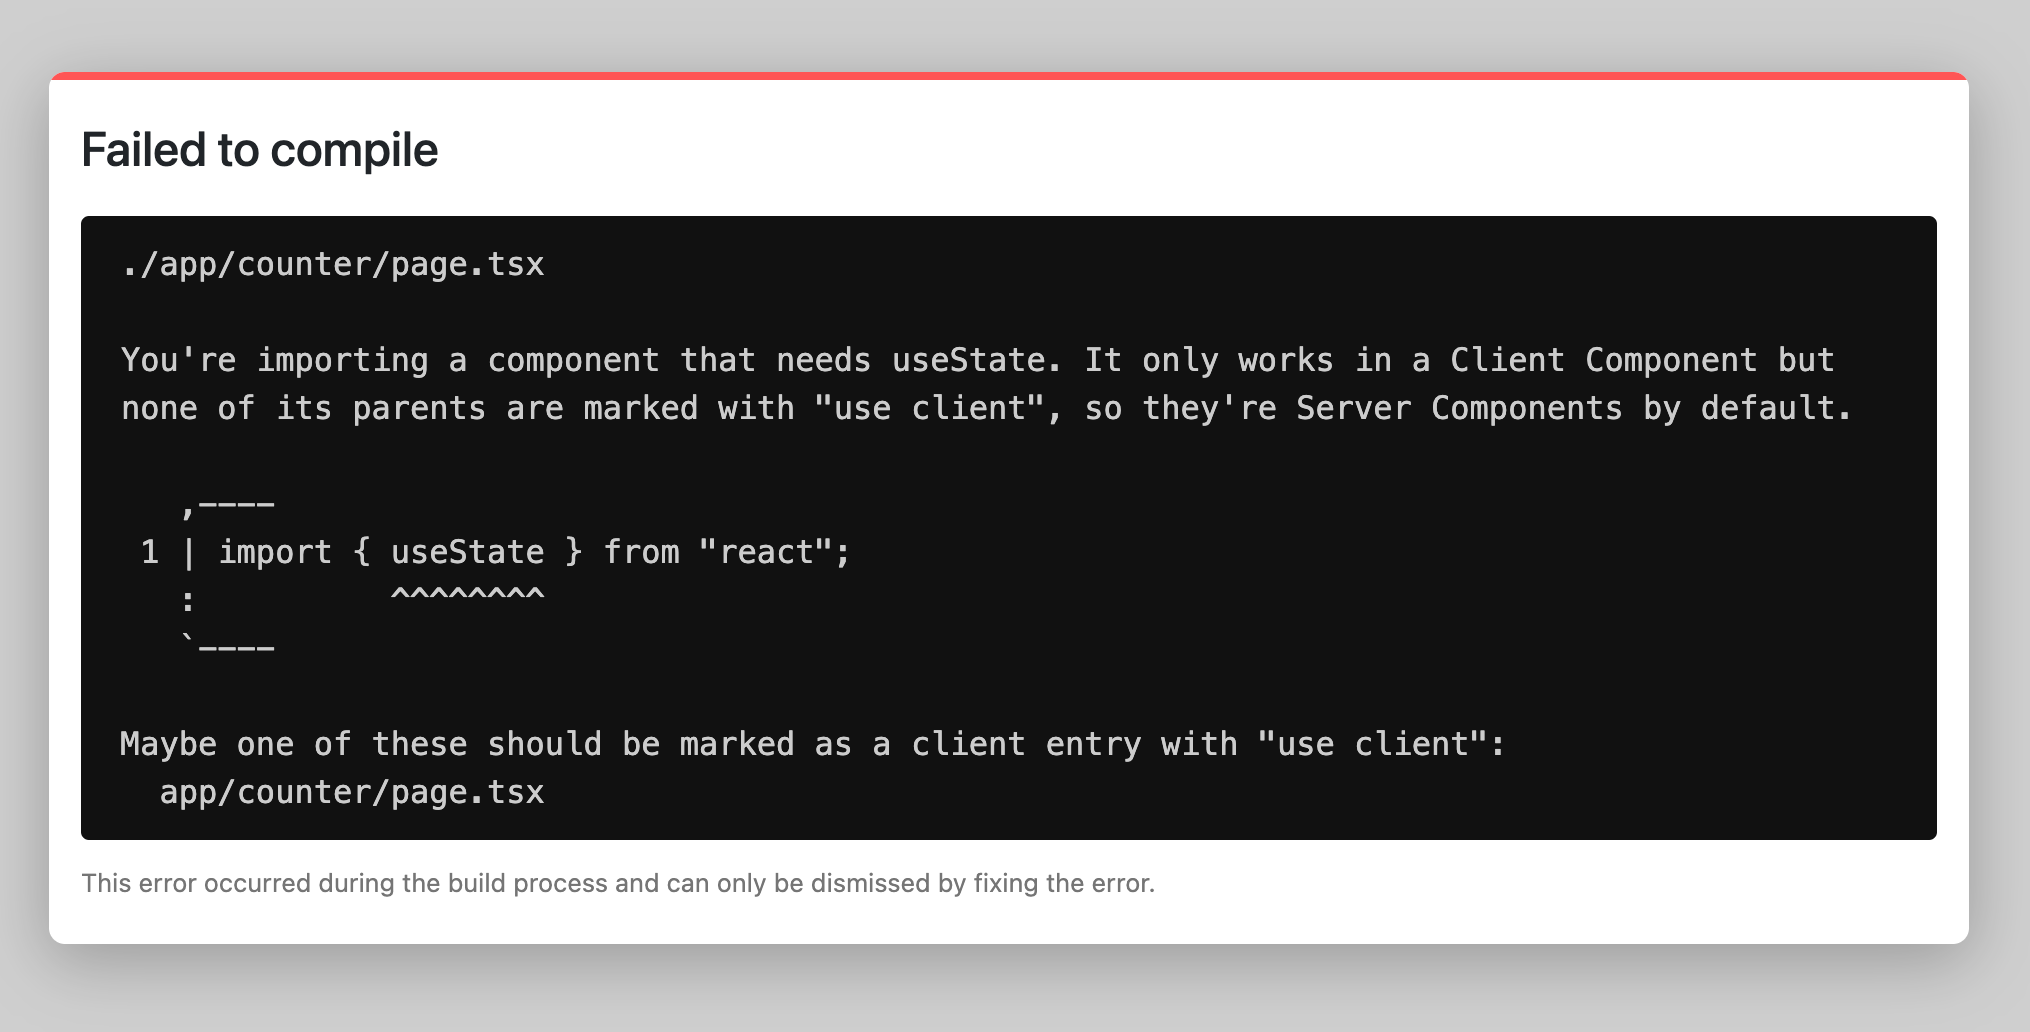 Failed to compile
./app/counter/page.tsx
You're importing a component that needs useState. It only works in a Client Component but
none of its parents are marked with "use client", so they're Server Components by default.
   ,----
 1 | import { useState } from "react";
   :          ^^^^^^^^
   `----
Maybe one of these should be marked as a client entry with "use client":
  app/counter/page.tsx
This error occurred during the build process and can only be dismissed by fixing the error.